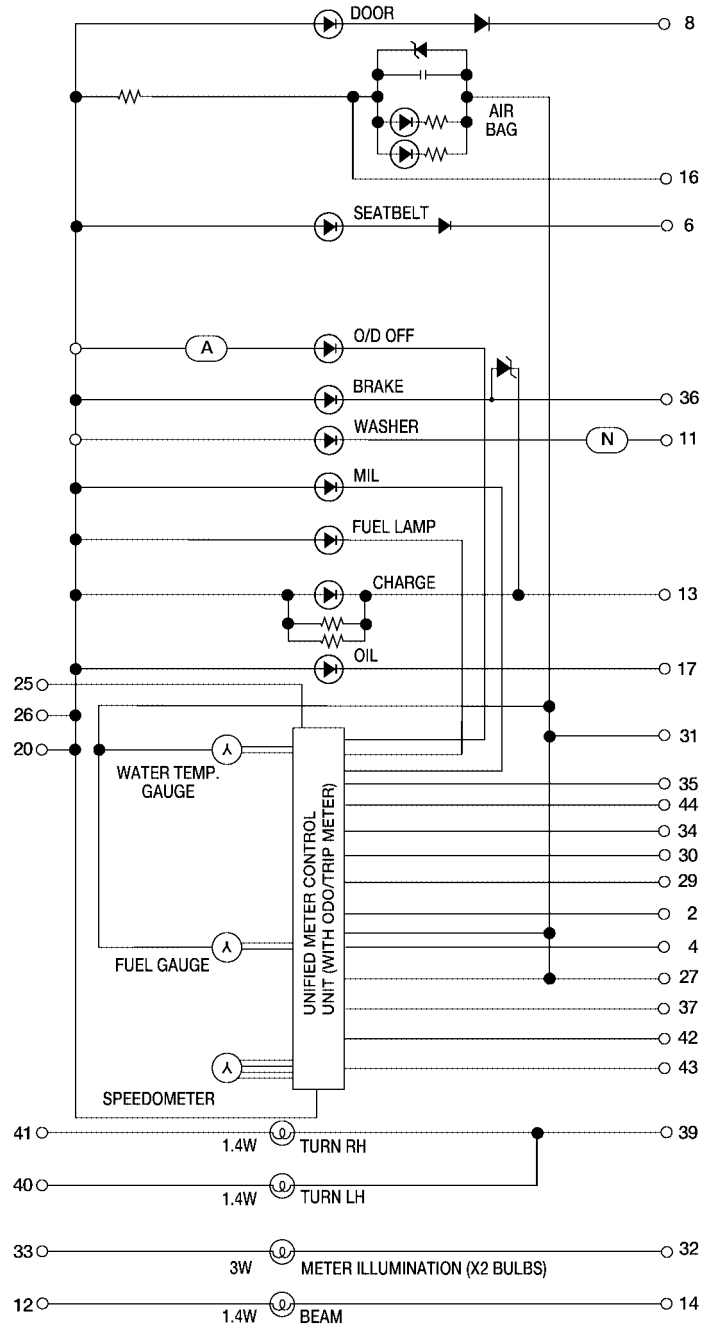 DOOR
8
AIR
BAG
16
SEATBELT
6
O/D OFF
A
BRAKE
36
WASHER
N
11
MIL
FUEL LAMP
CHARGE
13
OIL
17
25
26
31
20
WATER TEMP.
GAUGE
35
44
34
30
29
2
UNIFIED METER CONTROL
UNIT (WITH ODO/TRIP METER)
4
FUEL GAUGE
27
37
42
43
SPEEDOMETER
41
39
1.4W TURN RH
40
1.4W TURN LH
33
32
3W METER ILLUMINATION (X2 BULBS)
12
14
1.4W BEAM